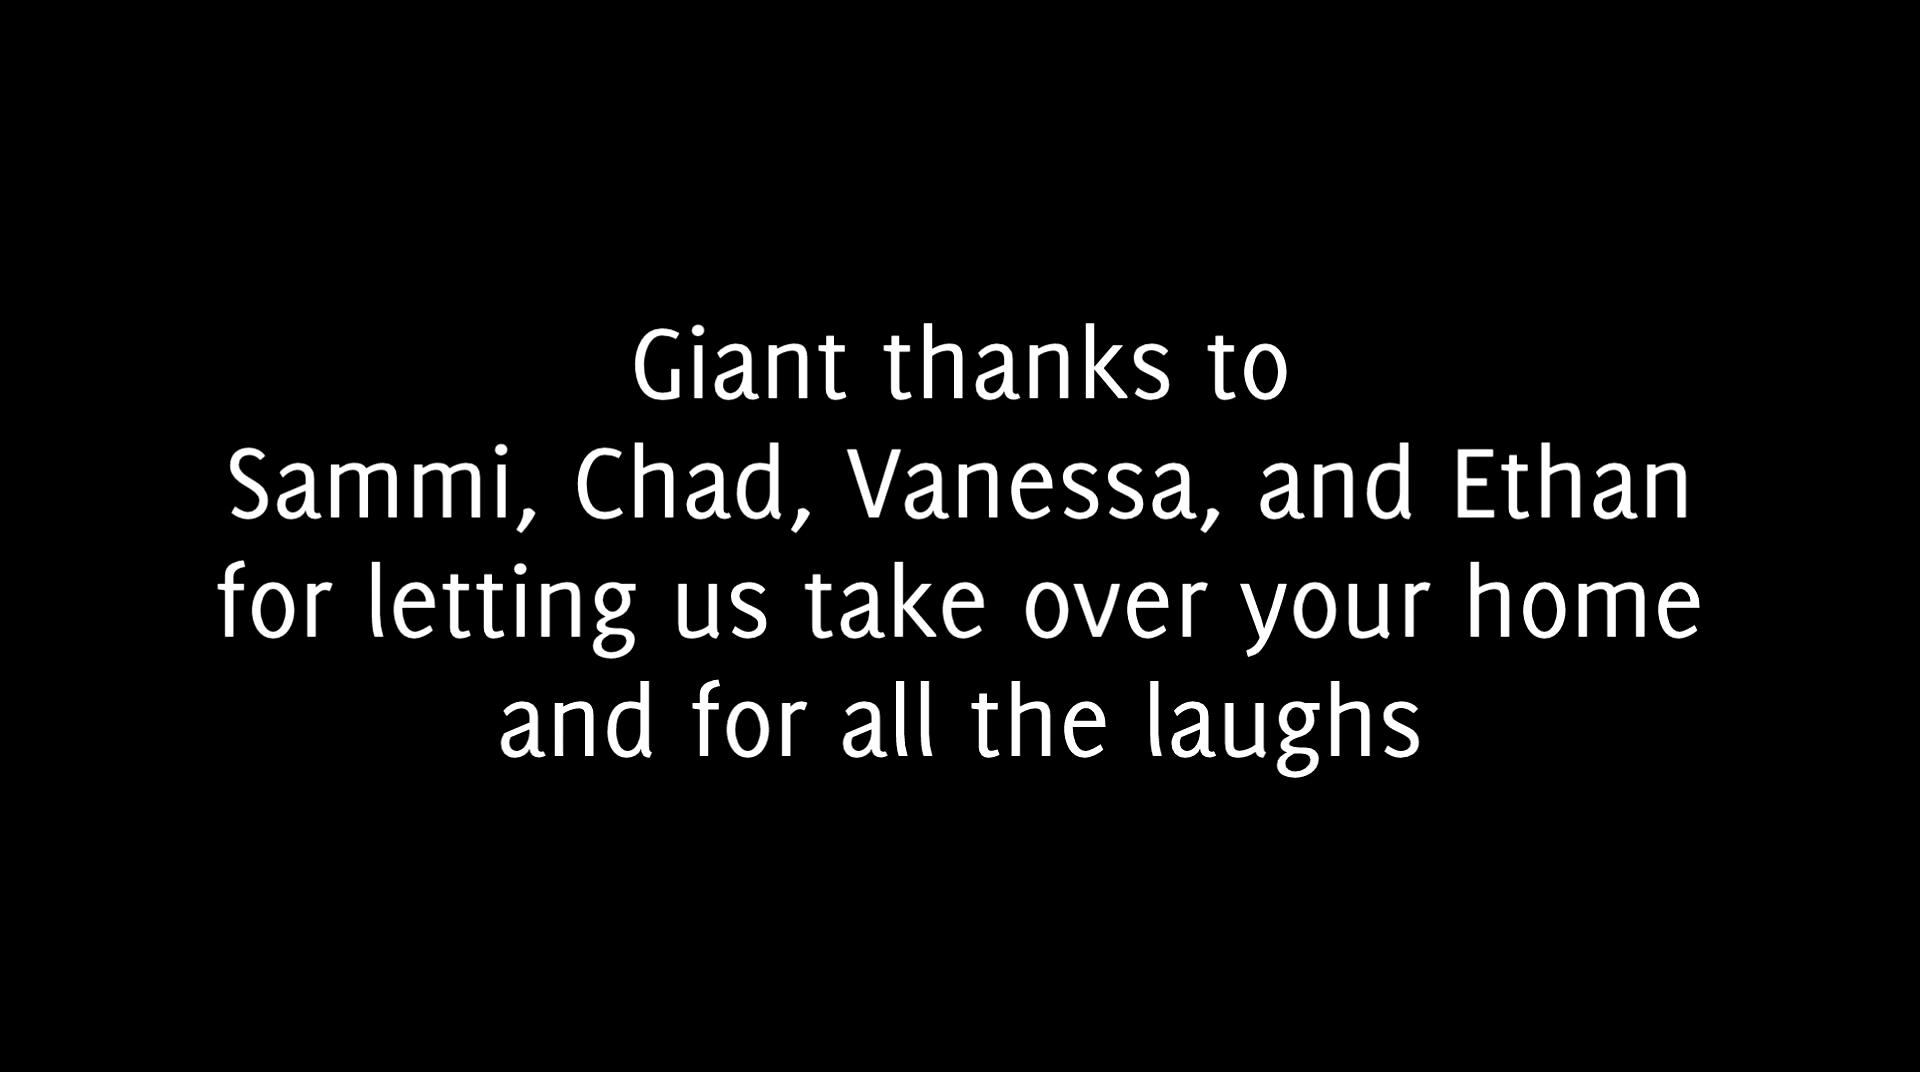 Giant thanks to
Sammi, Chad, Vanessa, and Ethan
for letting us take over your home
and for all the laughs